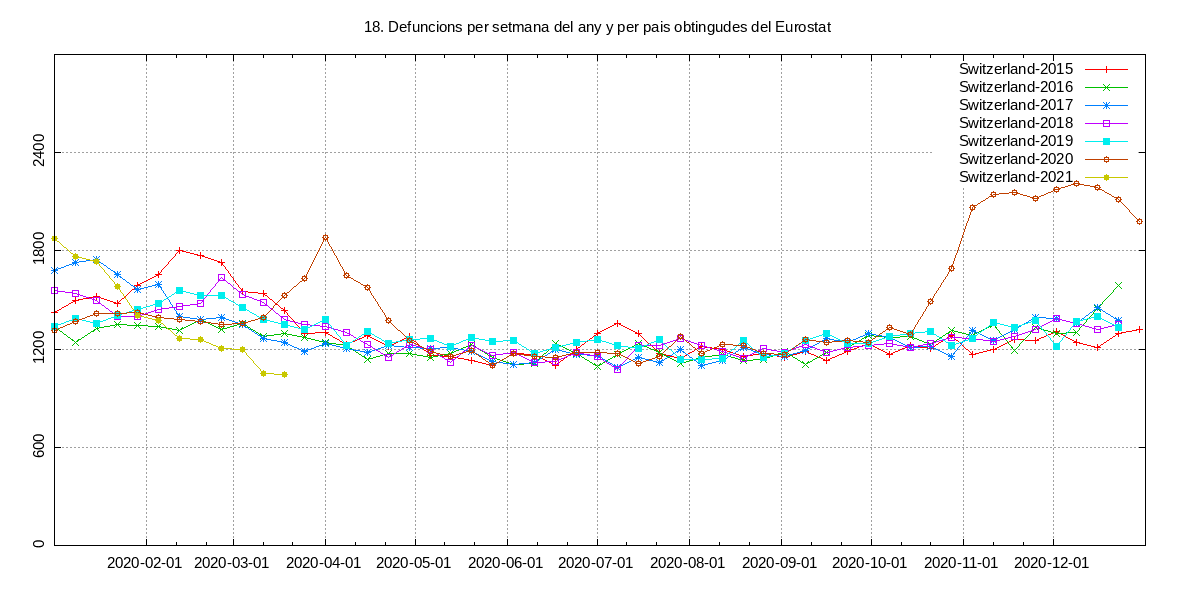 18. Defuncions per setmana del any y per pais obtingudes del Eurostat
Switzerland-2015
Switzerland-2016
Switzerland-2017
Switzerland-2018
Switzerland-2019
Switzerland-2020
Switzerland-2021
2400
1800
1200
600
0
2020-02-01 2020-03-01 2020-04-01 2020-05-01 2020-06-01 2020-07-01 2020-08-01 2020-09-01 2020-10-01 2020-11-01 2020-12-01